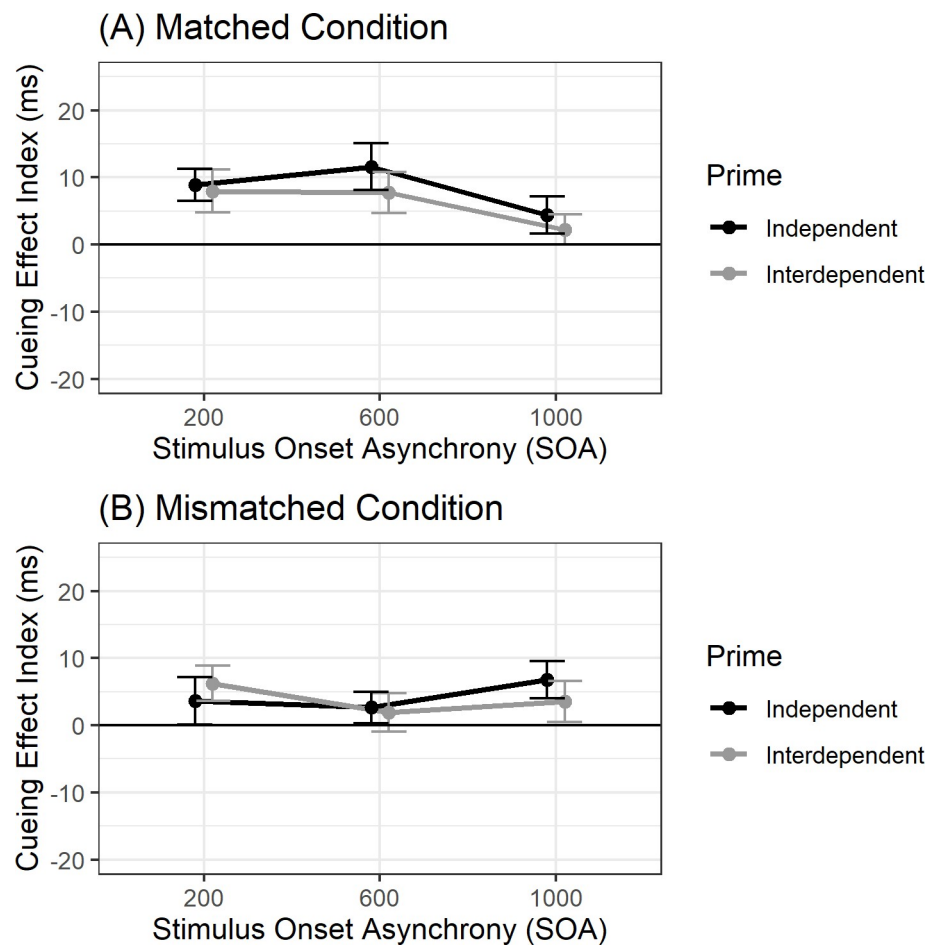 (A) Matched Condition
Cueing Effect Index (ms)
20
10
0
-10
-20
200 600 1000
Stimulus Onset Asynchrony (SOA)
Prime
Independent
Interdependent
(B) Mismatched Condition
Cueing Effect Index (ms)
20
10
0
-10
-20
200 600 1000
Stimulus Onset Asynchrony (SOA)
Prime
Independent
Interdependent